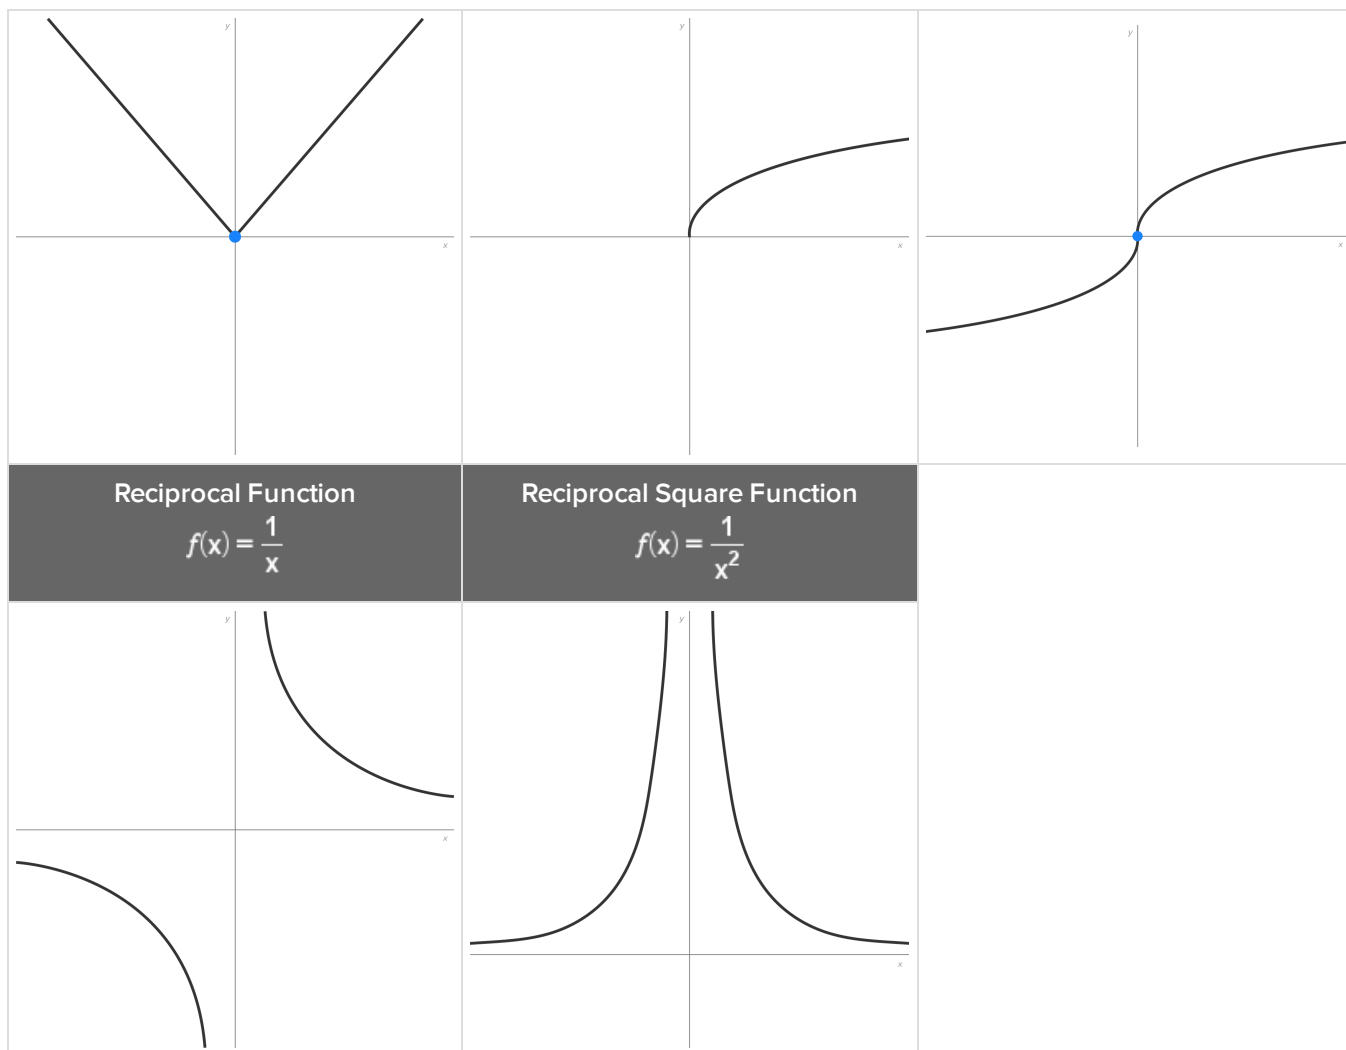 y
x
y
x
y
x
Reciprocal Function
f(x) = 1/x
Reciprocal Square Function
f(x) = 1/x²
y
x
y
x